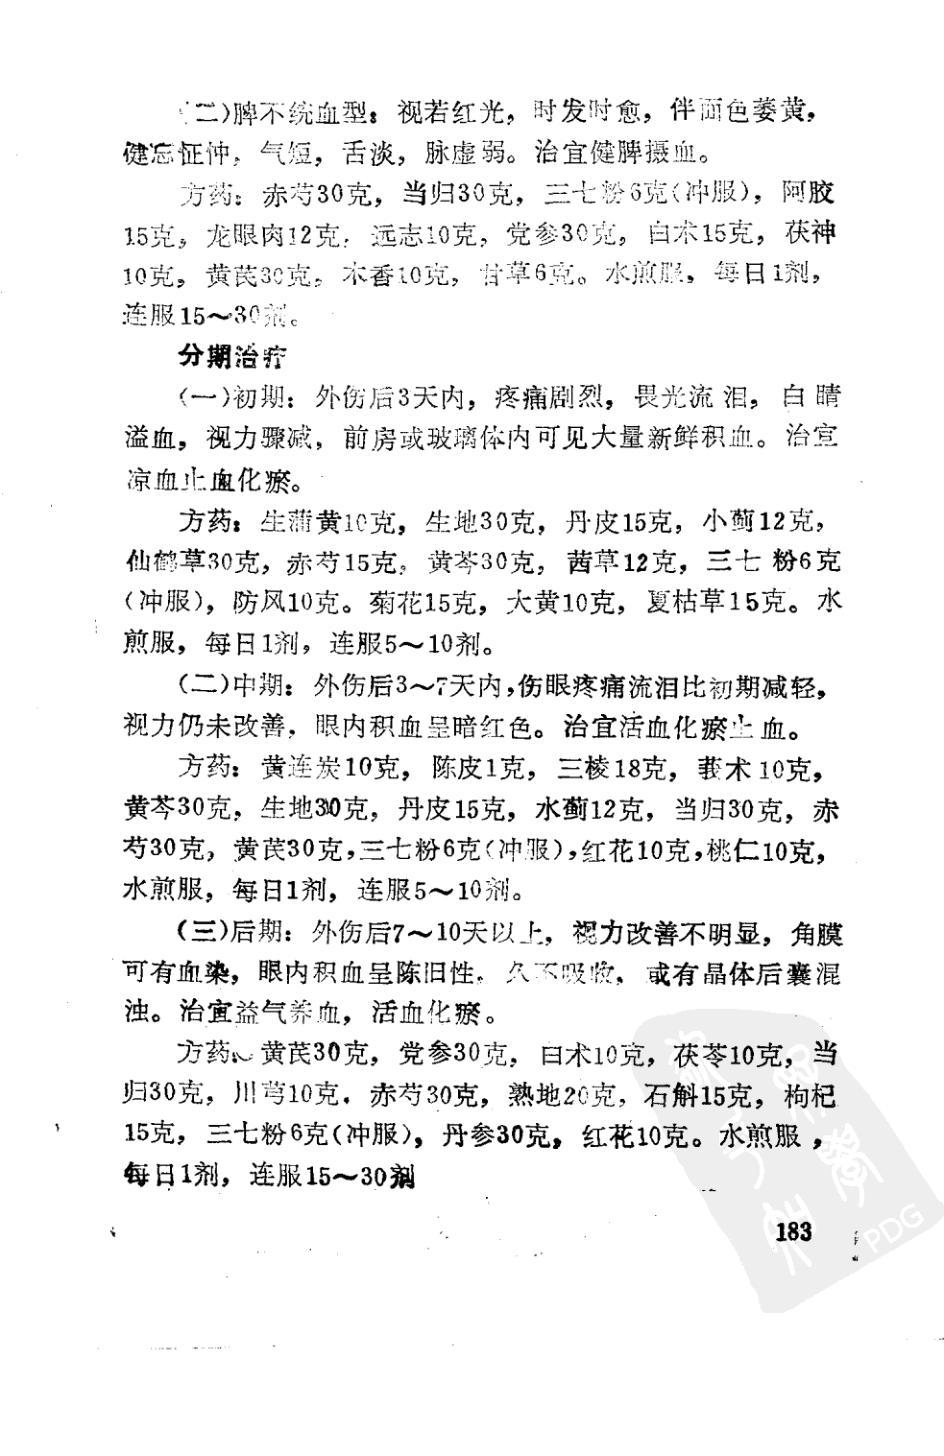 (二)脾不统血型：视若红光，时发时愈，伴面色萎黄，
健忘怔忡，气短，舌淡，脉虚弱。治宜健脾摄血。
方药：赤芍30克，当归30克，三七粉6克(冲服)，阿胶
15克，龙眼肉12克，远志10克，党参30克，白术15克，茯神
10克，黄芪30克，木香10克，甘草6克。水煎服，每日1剂，
连服15～30剂。
分期治疗
(一)初期：外伤后3天内，疼痛剧烈，畏光流泪，白睛
溢血，视力骤减，前房或玻璃体内可见大量新鲜积血。治宜
凉血止血化瘀。
方药：生蒲黄10克，生地30克，丹皮15克，小蓟12克，
仙鹤草30克，赤芍15克，黄芩30克，茜草12克，三七粉6克
(冲服)，防风10克。菊花15克，大黄10克，夏枯草15克。水
煎服，每日1剂，连服5～10剂。
(二)中期：外伤后3～7天内，伤眼疼痛流泪比初期减轻，
视力仍未改善，眼内积血呈暗红色。治宜活血化瘀止血。
方药：黄连炭10克，陈皮1克，三棱18克，莪术10克，
黄芩30克，生地30克，丹皮15克，水蓟12克，当归30克，赤
芍30克，黄芪30克，三七粉6克(冲服)，红花10克，桃仁10克，
水煎服，每日1剂，连服5～10剂。
(三)后期：外伤后7～10天以上，视力改善不明显，角膜
可有血染，眼内积血呈陈旧性，久不吸收，或有晶体后囊混
浊。治宜益气养血，活血化瘀。
方药：黄芪30克，党参30克，白术10克，茯苓10克，当
归30克，川芎10克，赤芍30克，熟地20克，石斛15克，枸杞
15克，三七粉6克(冲服)，丹参30克，红花10克。水煎服，
每日1剂，连服15～30剂
183
PDG